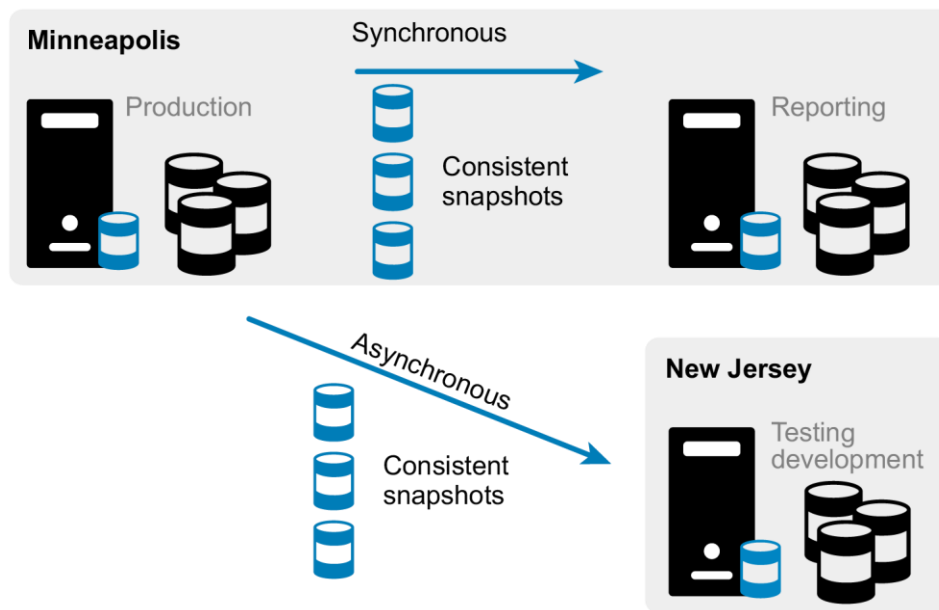 Minneapolis
Synchronous
Production
Reporting
Consistent
snapshots
Asynchronous
New Jersey
Testing
development
Consistent
snapshots